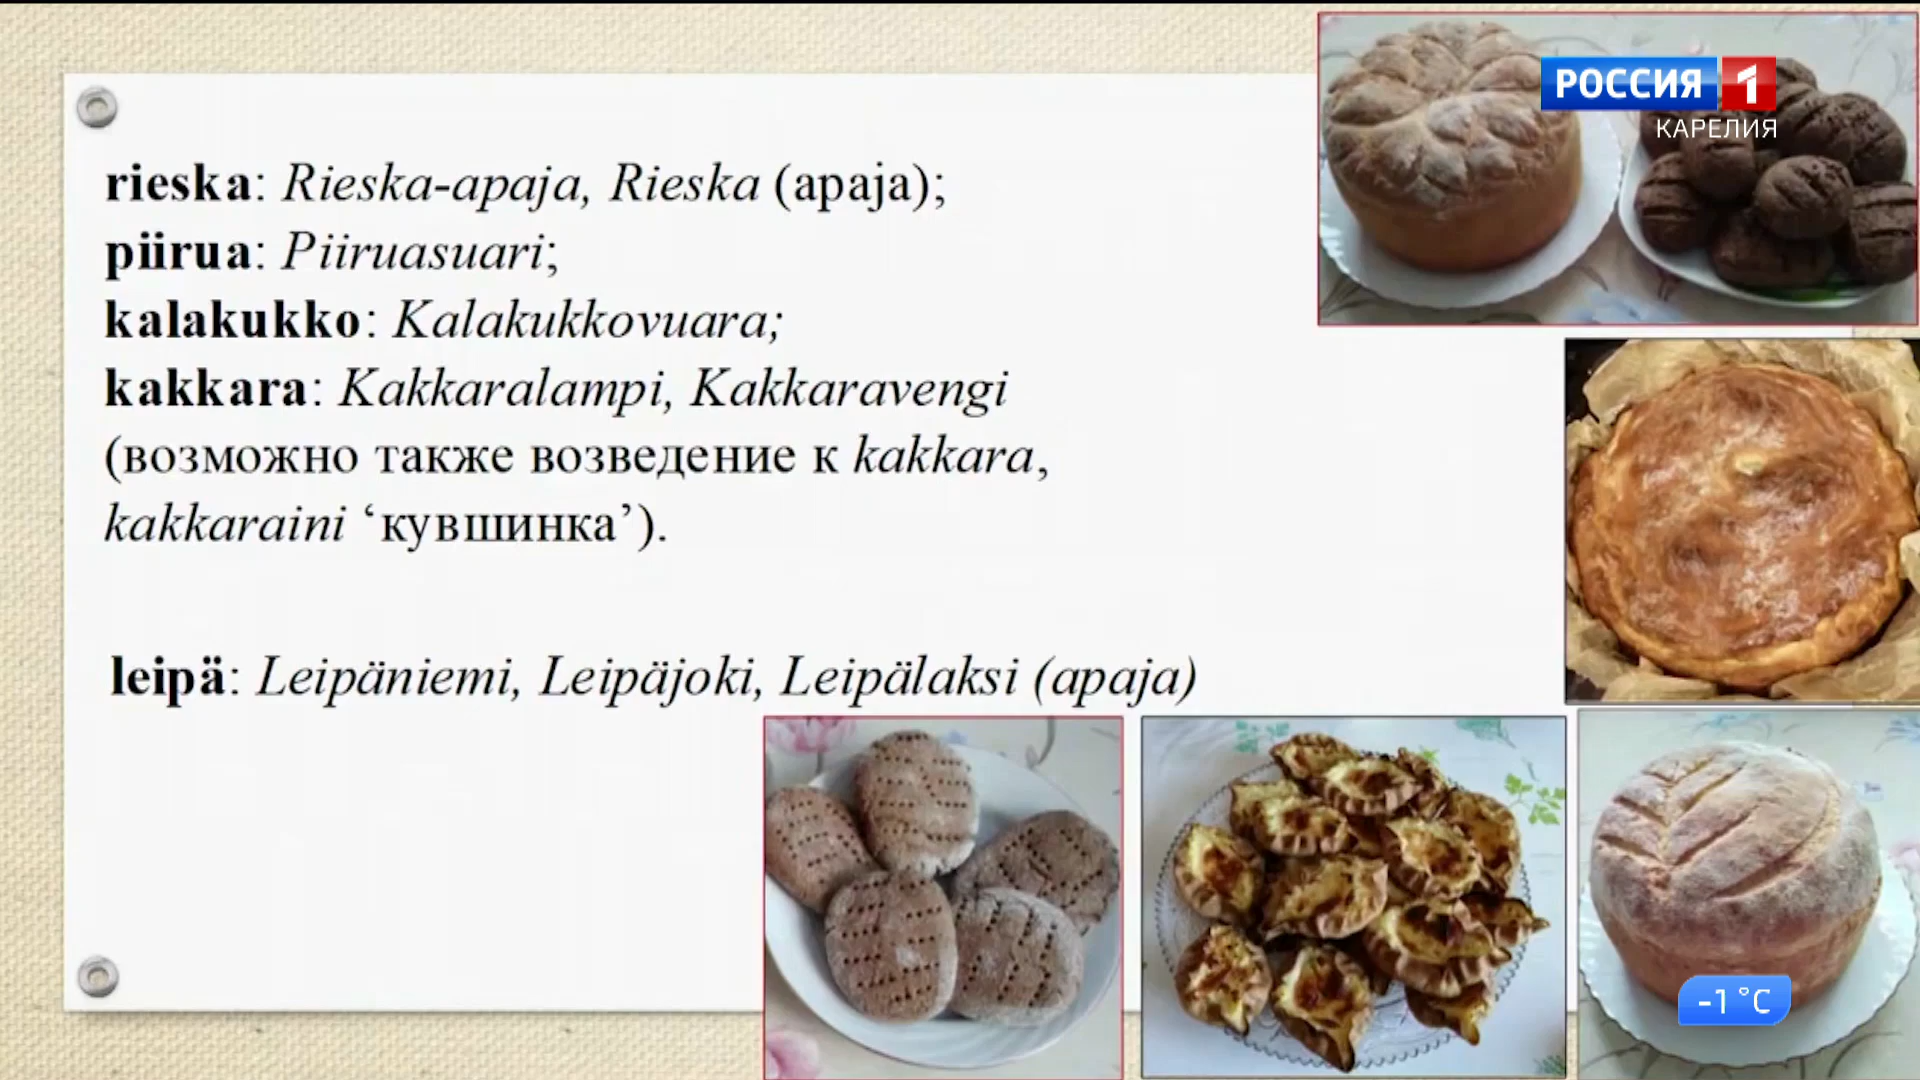 РОССИЯ 1
КАРЕЛИЯ
rieska: Rieska-apaja, Rieska (apaja);
piirua: Piiruasuari;
kalakukko: Kalakukkovuara;
kakkara: Kakkaralampi, Kakkaravengi
(возможно также возведение к kakkara,
kakkaraini ‘кувшинка’).
leipä: Leipäniemi, Leipäjoki, Leipälaksi (apaja)
-1 °C